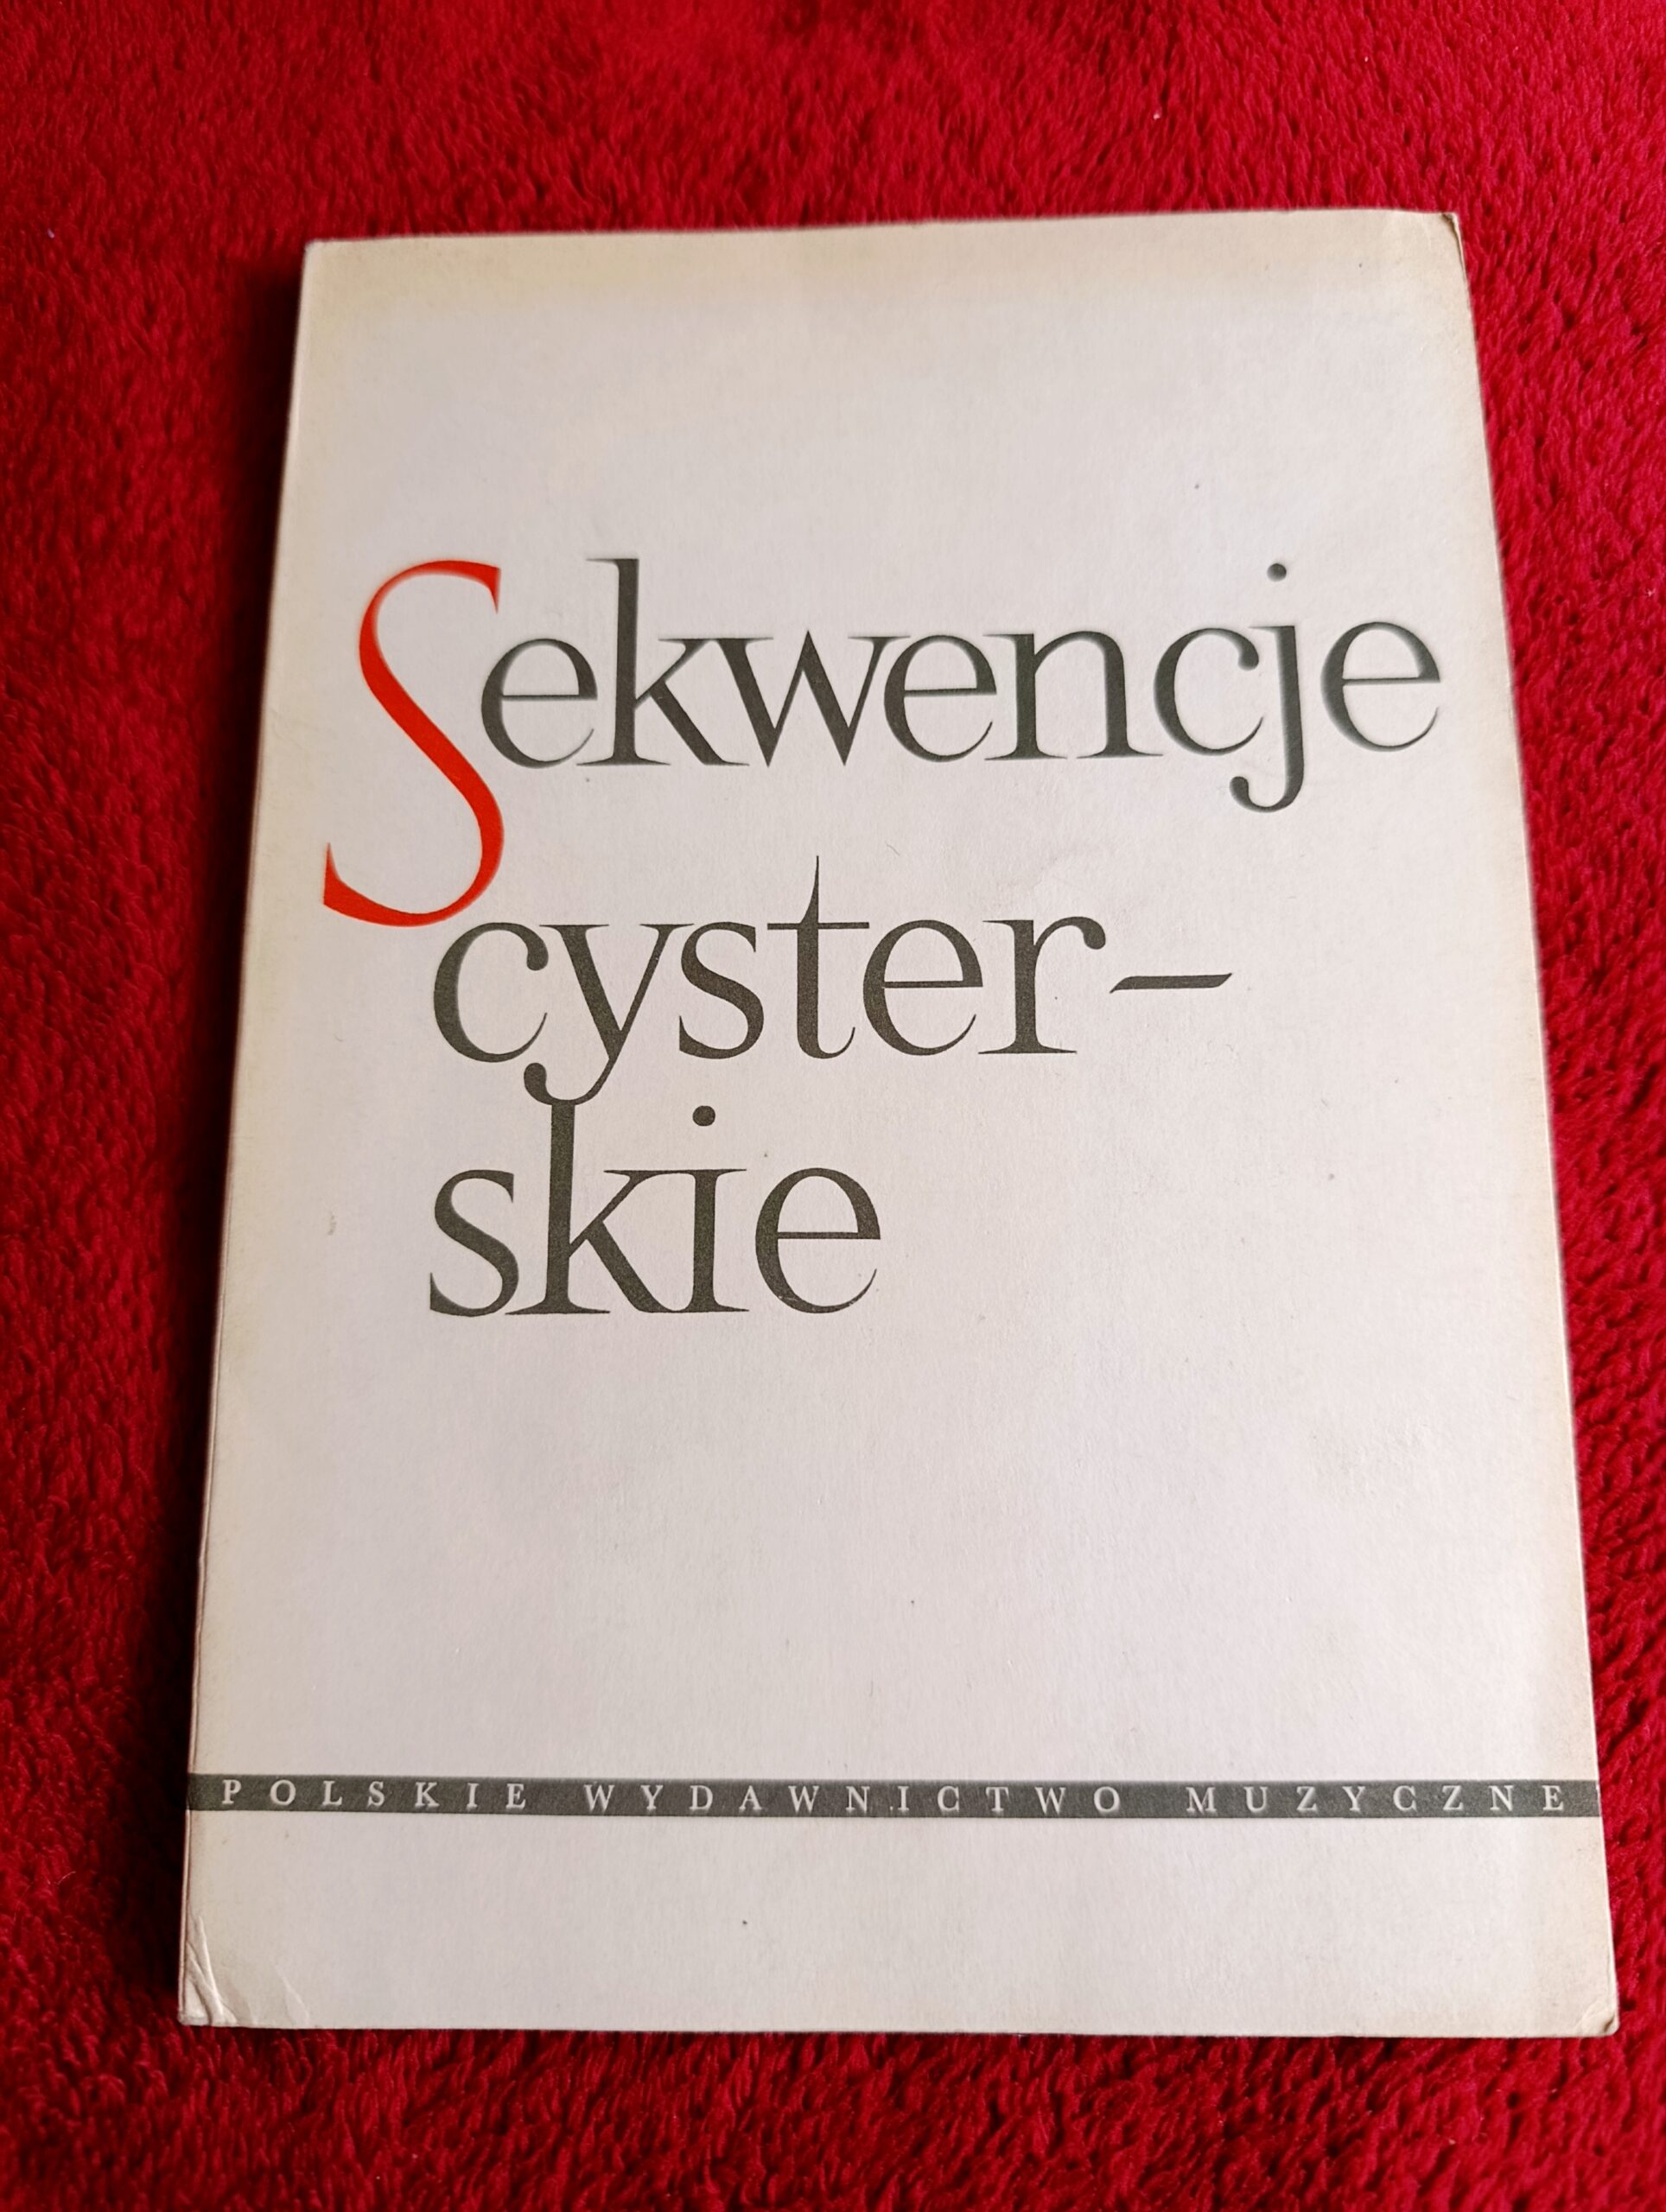 Sekwencje
cyster-
skie
POLSKIE WYDAWNICTWO MUZYCZNE